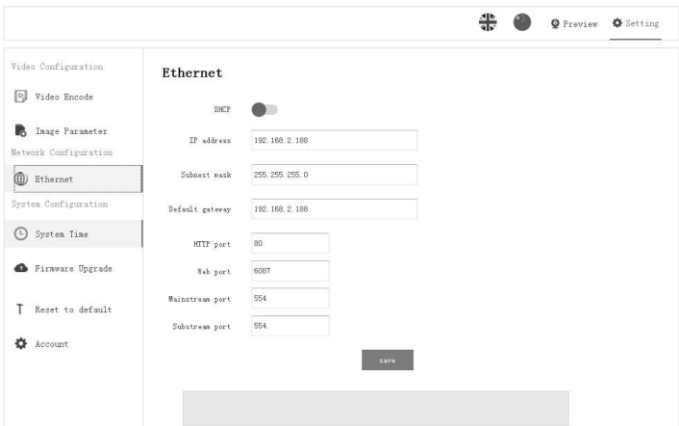 Preview Setting
Video Configuration
Video Encode
Image Parameter
Network Configuration
Ethernet
System Configuration
System Time
Firmware Upgrade
Reset to default
Account
Ethernet
DHCP
IP address 192.168.2.188
Subnest mask 255.255.255.0
Default gateway 192.168.2.188
HTTP port 80
Web port 6087
Mainstream port 554
Substream port 554
save